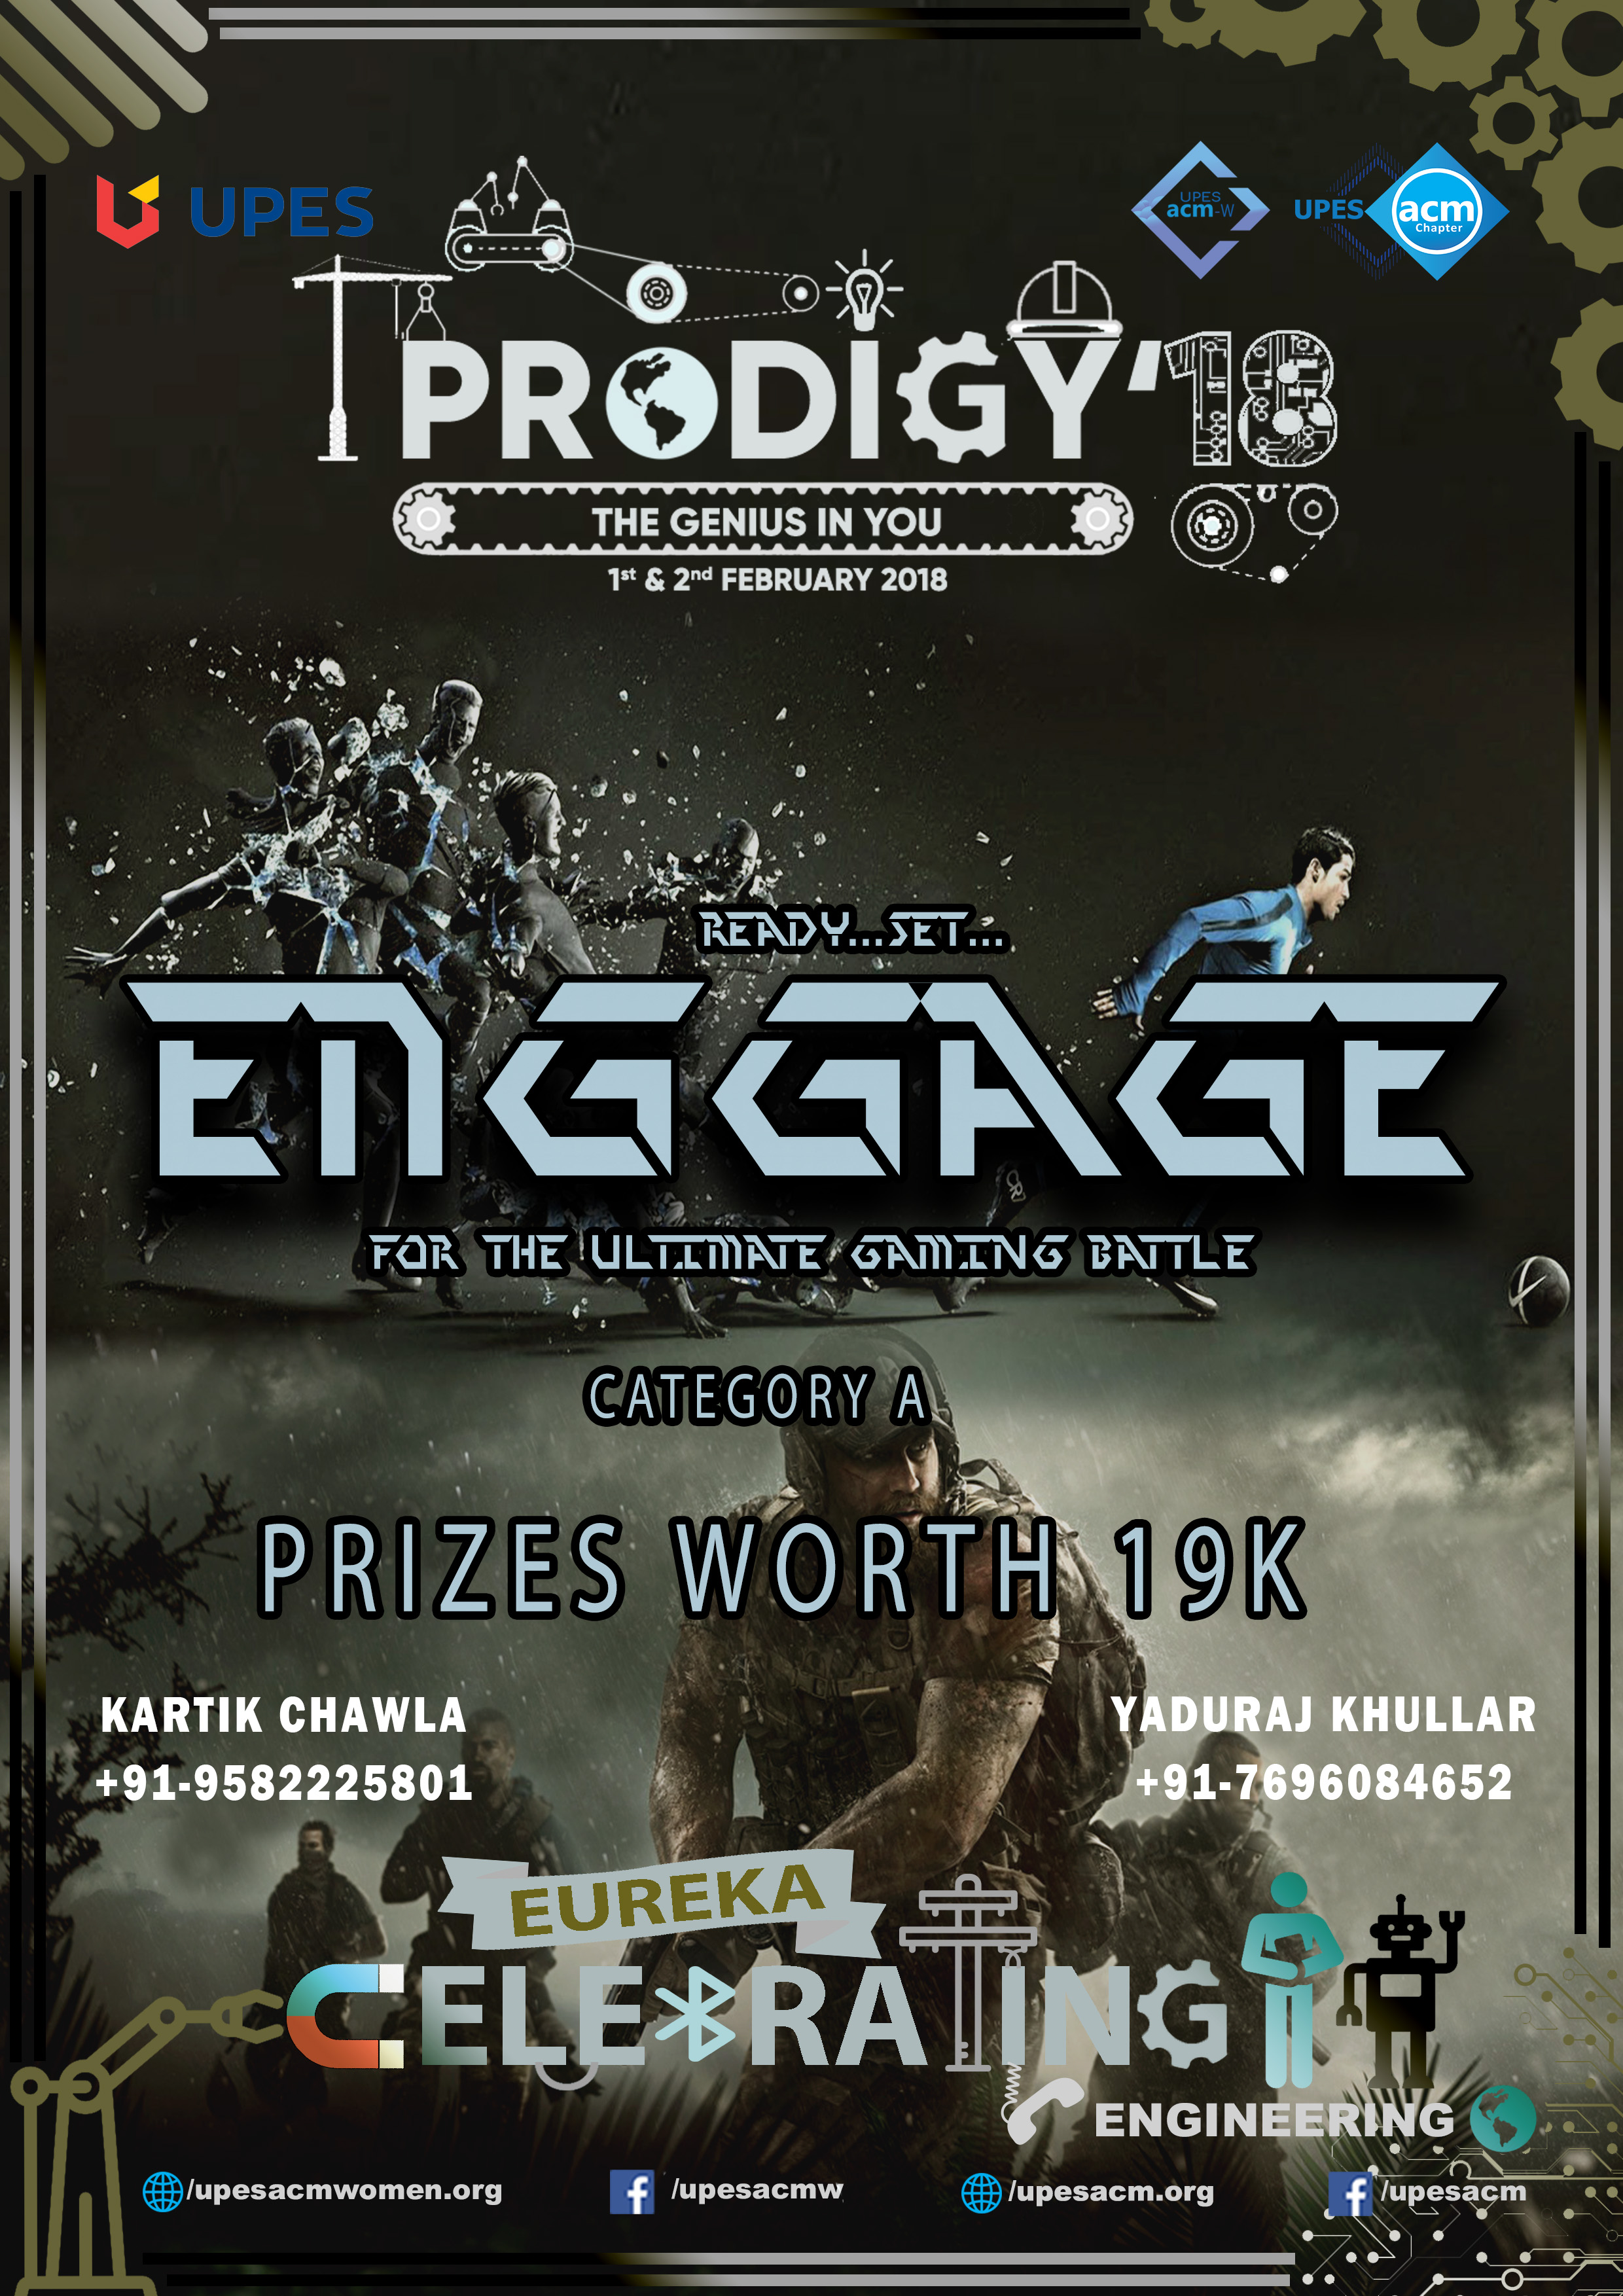 UPES
UPES
acm-W
UPES acm
Chapter
PRODIGY'18
THE GENIUS IN YOU
1st & 2nd FEBRUARY 2018
READY...SET...
ENGGAGE
FOR THE ULTIMATE GAMING BATTLE
CATEGORY A
PRIZES WORTH 19K
KARTIK CHAWLA
+91-9582225801
YADURAJ KHULLAR
+91-7696084652
EUREKA
CELEBRATING
ENGINEERING
/upesacmwomen.org
/upesacmw
/upesacm.org
/upesacm